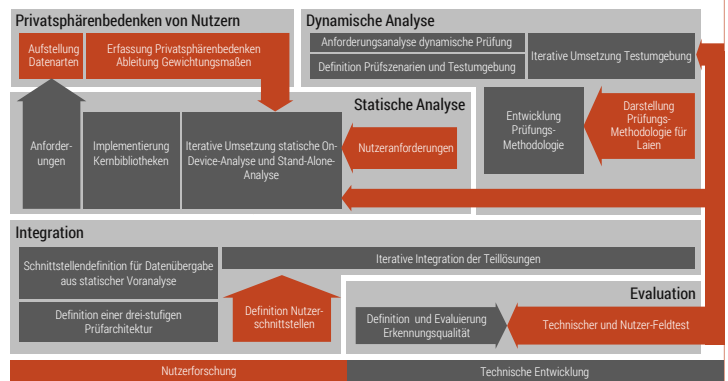 Privatsphärenbedenken von Nutzern
Aufstellung
Datenarten
Erfassung Privatsphärenbedenken
Ableitung Gewichtungsmaßen
Dynamische Analyse
Anforderungsanalyse dynamische Prüfung
Definition Prüfszenarien und Testumgebung
Iterative Umsetzung Testumgebung
Entwicklung
Prüfungs-
Methodologie
Darstellung
Prüfungs-
Methodologie für
Laien
Statische Analyse
Anforder-
ungen
Implementierung
Kernbibliotheken
Iterative Umsetzung statische On-
Device-Analyse und Stand-Alone-
Analyse
Nutzeranforderungen
Integration
Schnittstellendefinition für Datenübergabe
aus statischer Voranalyse
Iterative Integration der Teillösungen
Definition einer drei-stufigen
Prüfarchitektur
Definition Nutzer-
schnittstellen
Evaluation
Definition und Evaluierung
Erkennungsqualität
Technischer und Nutzer-Feldtest
Nutzerforschung
Technische Entwicklung